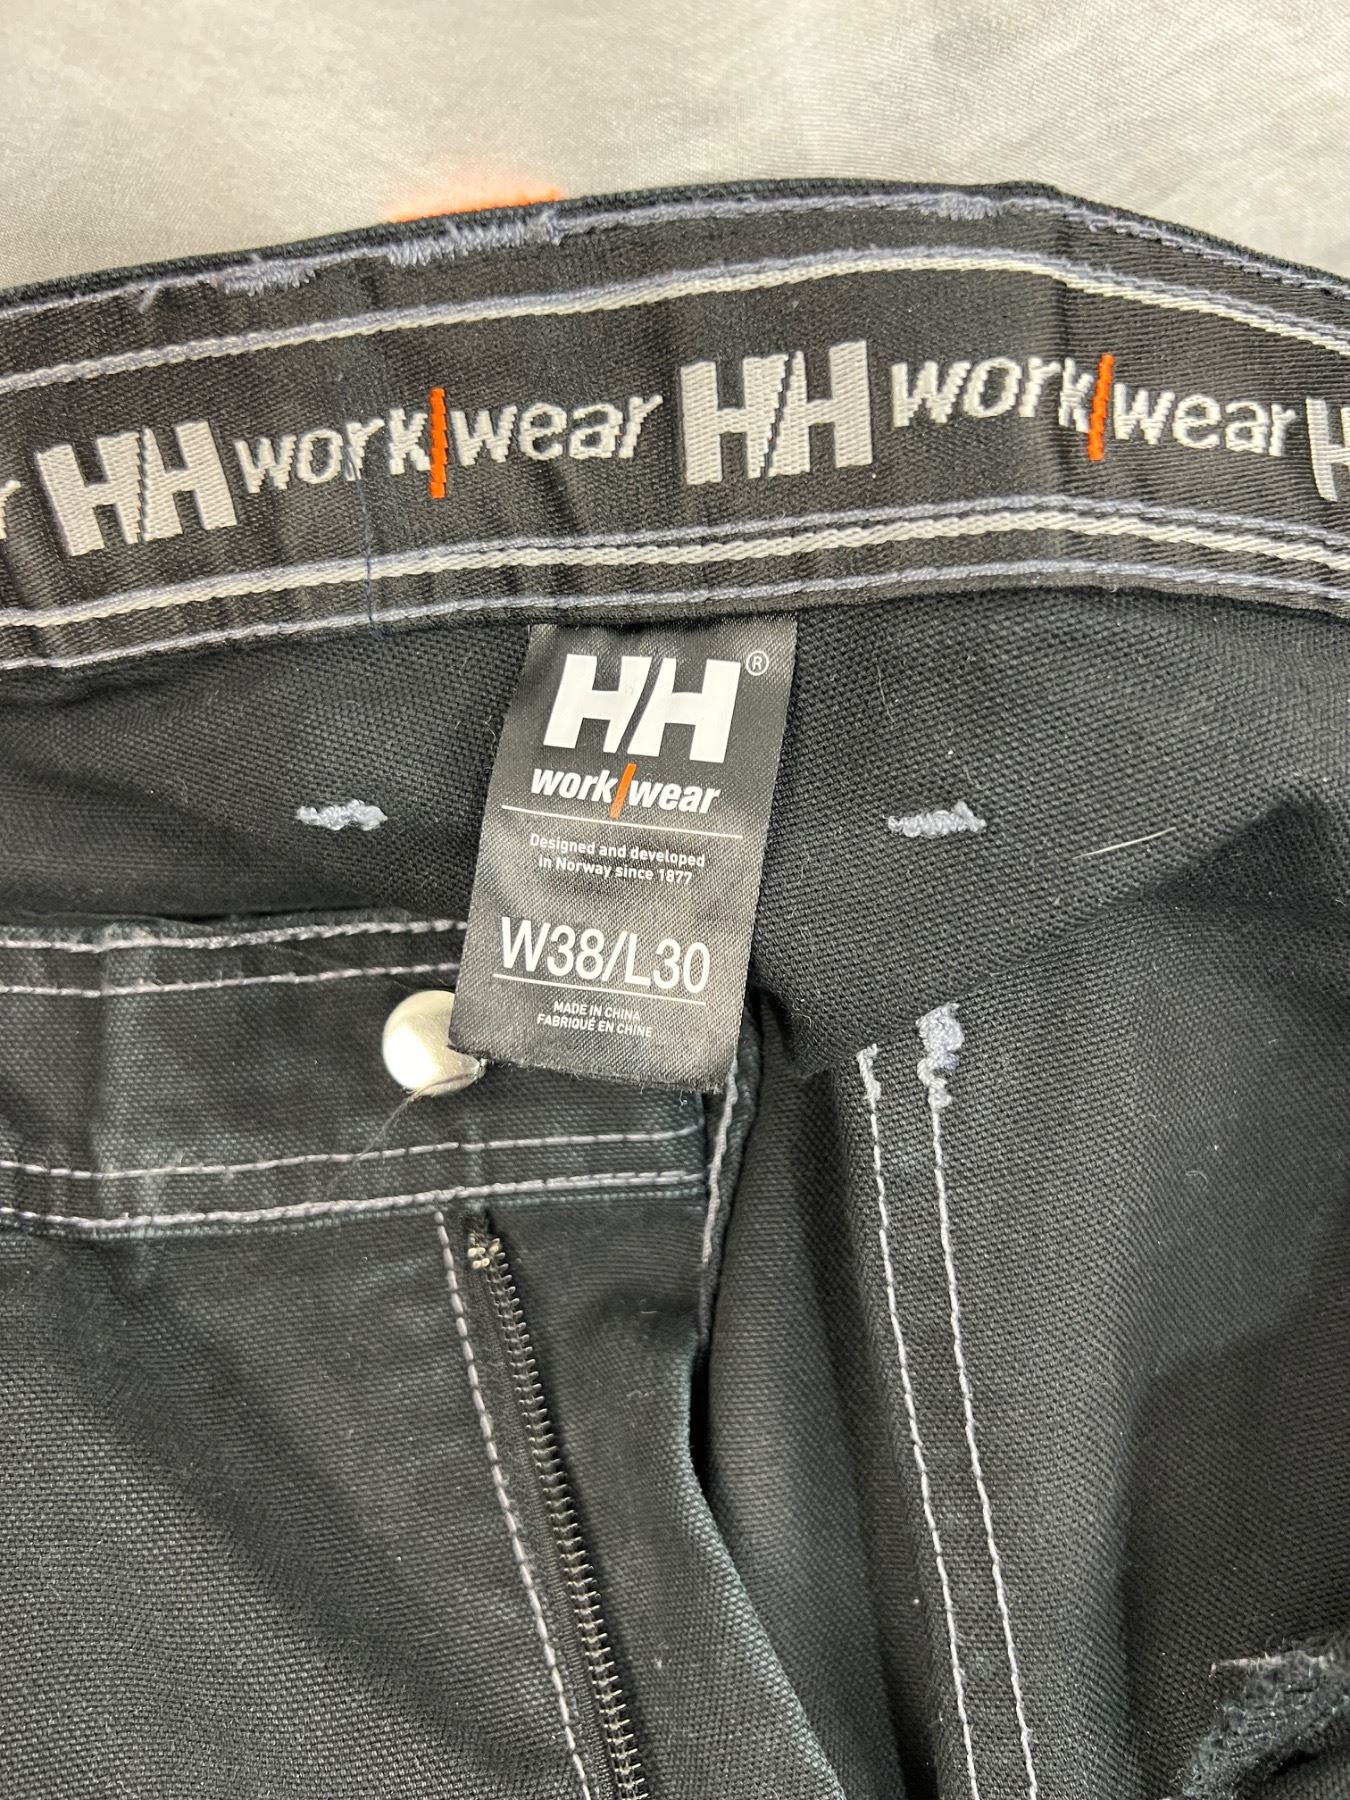 HH work/wear HH work/wear H
HH®
work/wear
Designed and developed
in Norway since 1877
W38/L30
MADE IN CHINA
FABRIQUÉ EN CHINE